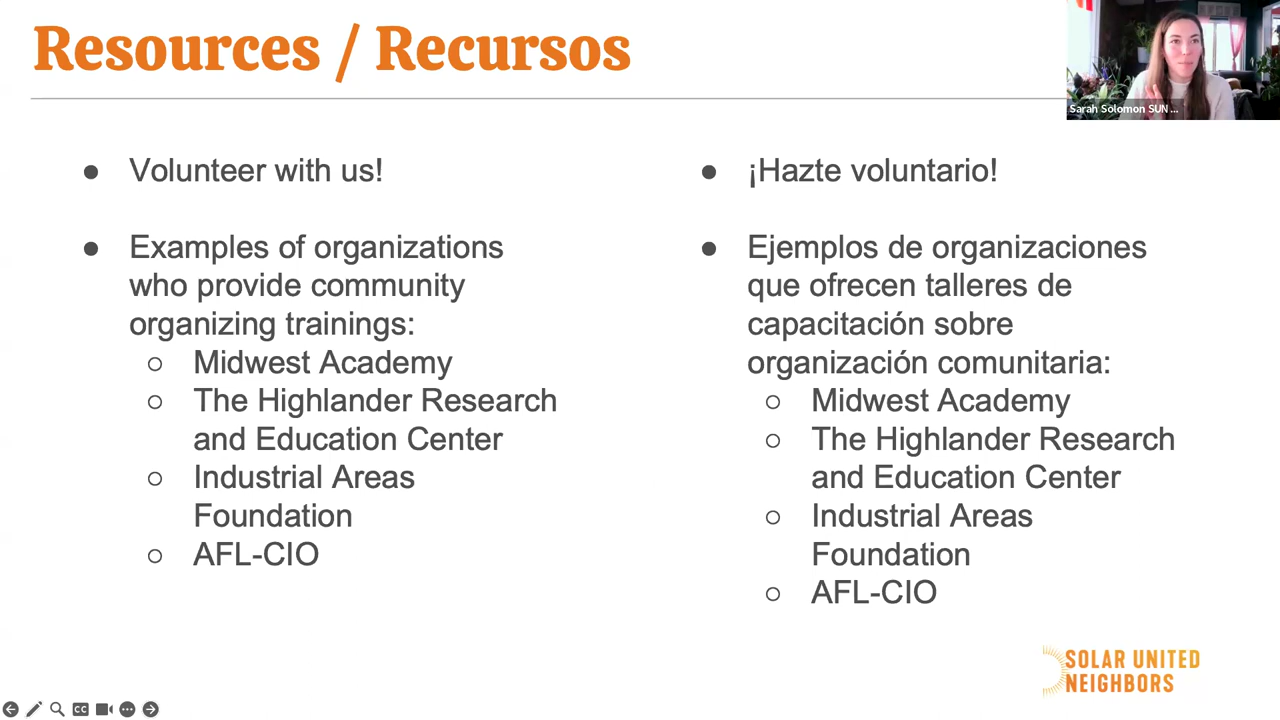 Resources / Recursos
Sarah Solomon SUN ...
Volunteer with us!
Examples of organizations
who provide community
organizing trainings:
Midwest Academy
The Highlander Research
and Education Center
Industrial Areas
Foundation
AFL-CIO
¡Hazte voluntario!
Ejemplos de organizaciones
que ofrecen talleres de
capacitación sobre
organización comunitaria:
Midwest Academy
The Highlander Research
and Education Center
Industrial Areas
Foundation
AFL-CIO
SOLAR UNITED
NEIGHBORS
CC